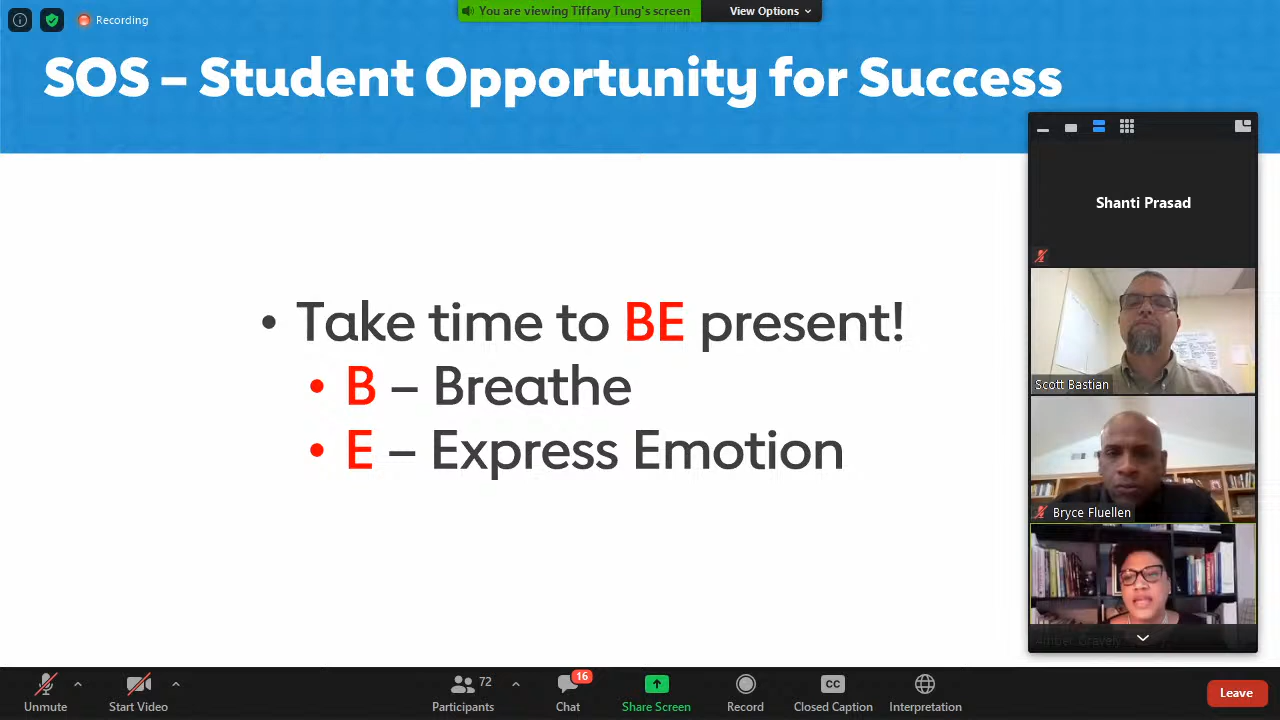 Recording
You are viewing Tiffany Tung's screen
View Options
SOS – Student Opportunity for Success
• Take time to BE present!
• B – Breathe
• E – Express Emotion
Shanti Prasad
Scott Bastian
Bryce Fluellen
Unmute
Start Video
72
Participants
16
Chat
Share Screen
Record
CC
Closed Caption
Interpretation
Leave